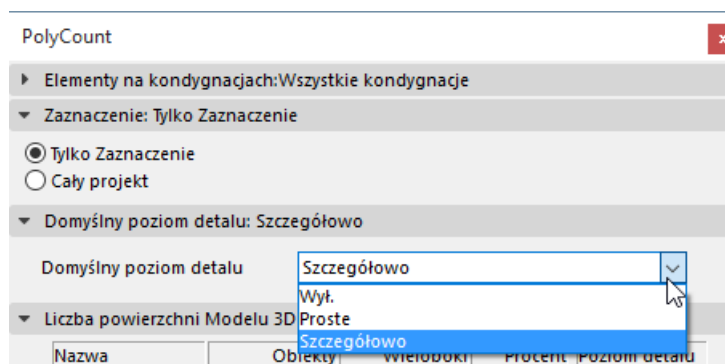 PolyCount
Elementy na kondygnacjach:Wszystkie kondygnacje
Zaznaczenie: Tylko Zaznaczenie
Tylko Zaznaczenie
Cały projekt
Domyślny poziom detalu: Szczegółowo
Domyślny poziom detalu Szczegółowo
Wył.
Proste
Szczegółowo
Liczba powierzchni Modelu 3D
Nazwa Obiekty Wieloboki Procent Poziom detalu